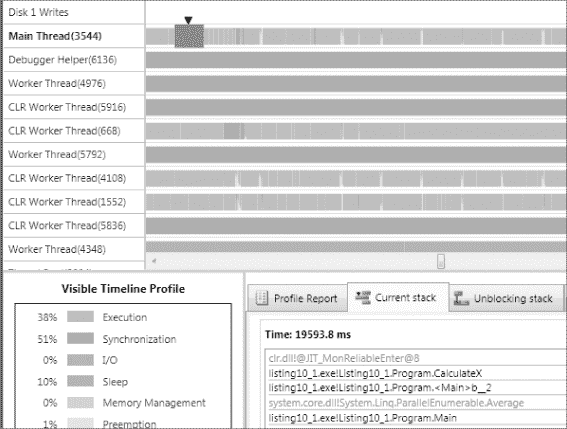 Disk 1 Writes
Main Thread(3544)
Debugger Helper(6136)
Worker Thread(4976)
CLR Worker Thread(5916)
CLR Worker Thread(668)
Worker Thread(5792)
CLR Worker Thread(4108)
CLR Worker Thread(1552)
CLR Worker Thread(5836)
Worker Thread(4348)
Visible Timeline Profile
38% Execution
51% Synchronization
0% I/O
10% Sleep
0% Memory Management
1% Preemption
Profile Report
Current stack
Unblocking stack
Time: 19593.8 ms
clr.dll!@JIT_MonReliableEnter@8
listing10_1.exe!Listing10_1.Program.CalculateX
listing10_1.exe!Listing10_1.Program.<Main>b__2
system.core.dll!System.Linq.ParallelEnumerable.Average
listing10_1.exe!Listing10_1.Program.Main